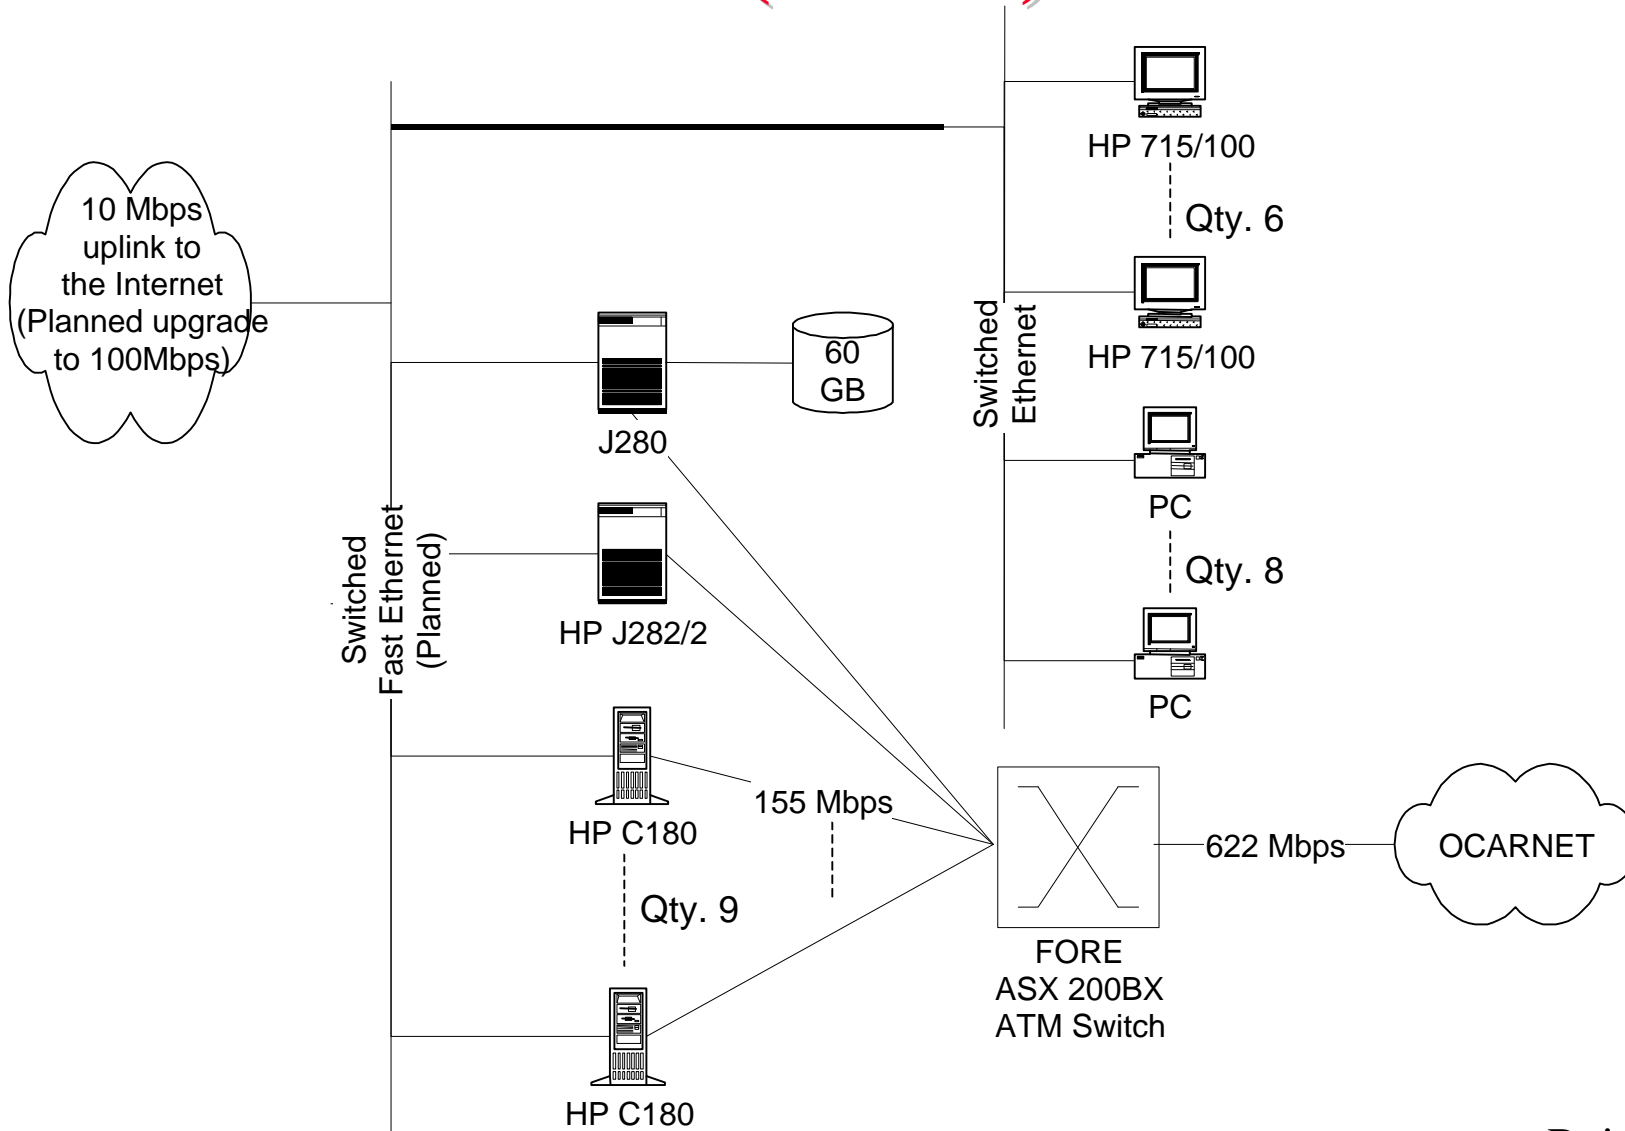 10 Mbps
uplink to
the Internet
(Planned upgrade
to 100Mbps)
Switched
Fast Ethernet
(Planned)
J280
60
GB
HP J282/2
HP C180
155 Mbps
Qty. 9
HP C180
Switched
Ethernet
HP 715/100
Qty. 6
HP 715/100
PC
Qty. 8
PC
FORE
ASX 200BX
ATM Switch
622 Mbps
OCARNET